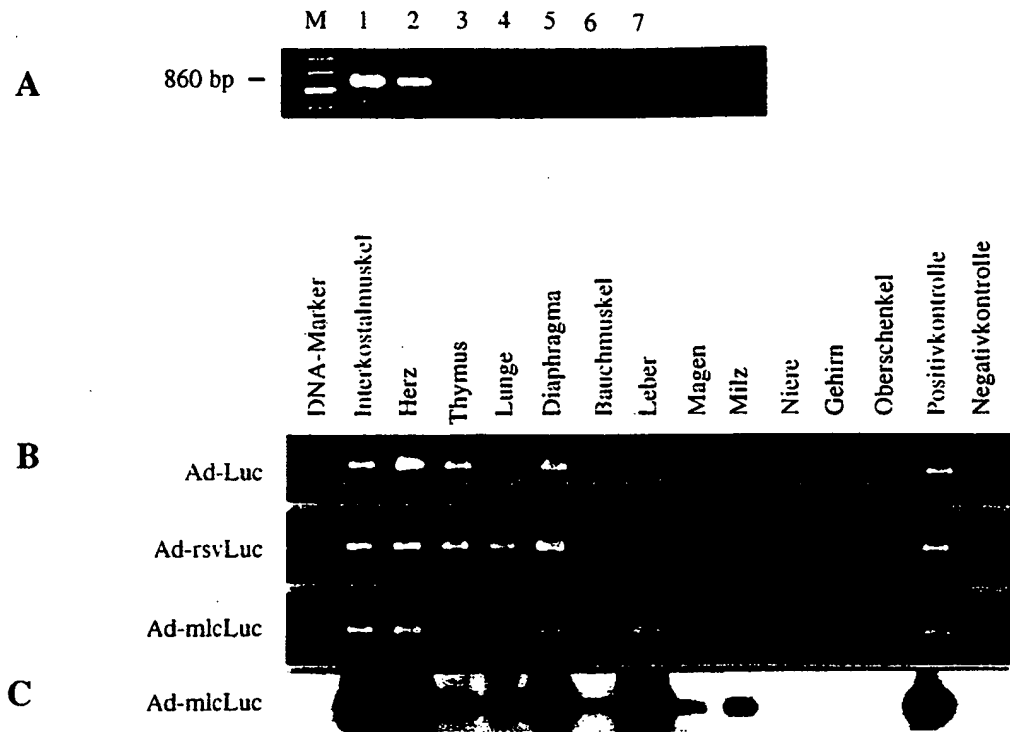 M 1 2 3 4 5 6 7
A
860 bp –
DNA-Marker
Interkostalmuskel
Herz
Thymus
Lunge
Diaphragma
Bauchmuskel
Leber
Magen
Milz
Niere
Gehirn
Oberschenkel
Positivkontrolle
Negativkontrolle
B
Ad-Luc
Ad-rsvLuc
Ad-mlcLuc
C
Ad-mlcLuc